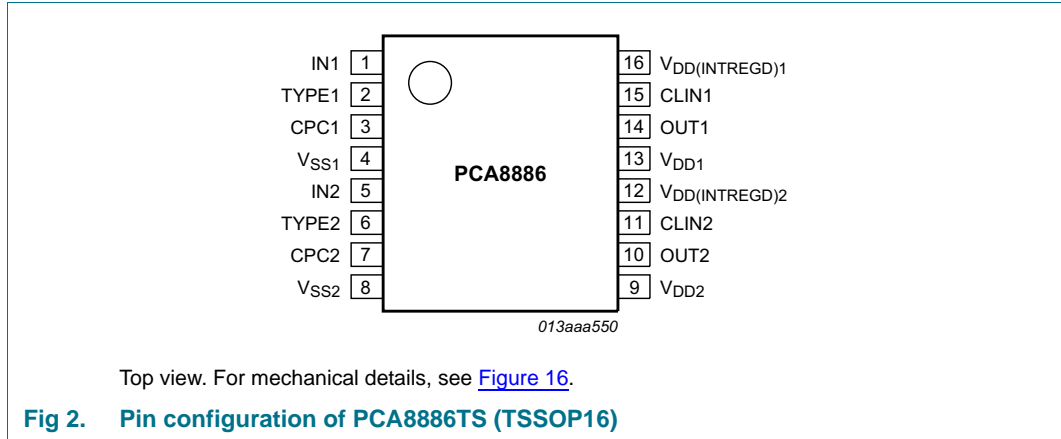 IN1 1 16 VDD(INTREGD)1
TYPE1 2 15 CLIN1
CPC1 3 14 OUT1
VSS1 4 13 VDD1
PCA8886
IN2 5 12 VDD(INTREGD)2
TYPE2 6 11 CLIN2
CPC2 7 10 OUT2
VSS2 8 9 VDD2
013aaa550
Top view. For mechanical details, see Figure 16.
Fig 2. Pin configuration of PCA8886TS (TSSOP16)